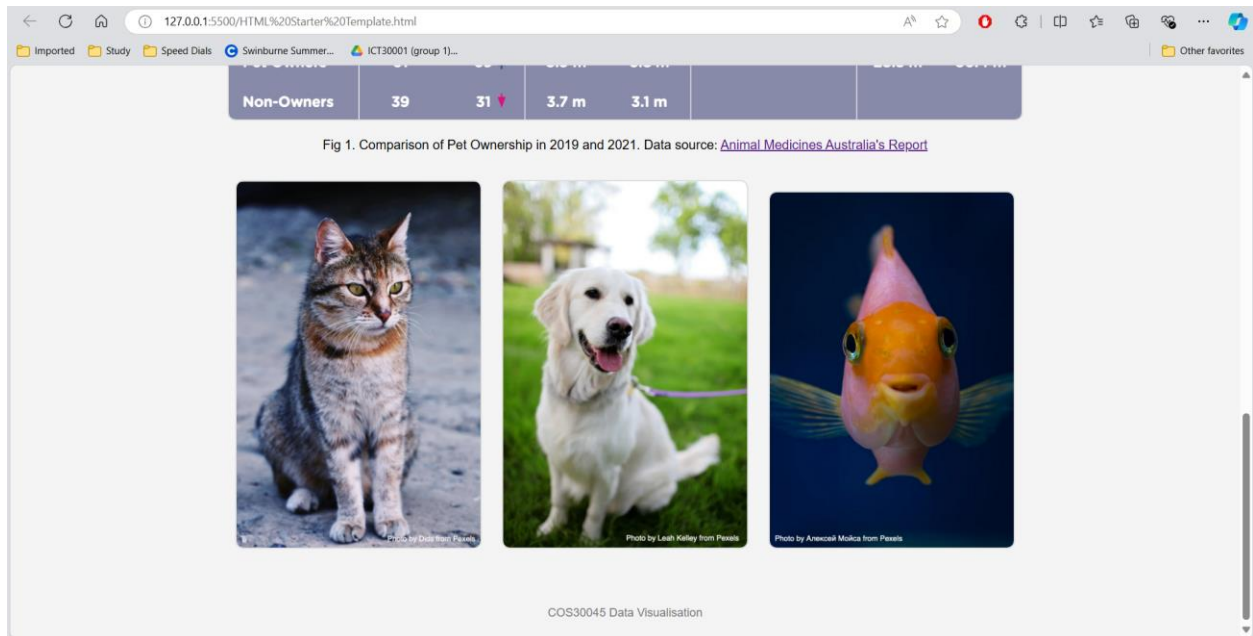 127.0.0.1:5500/HTML%20Starter%20Template.html
Imported Study Speed Dials Swinburne Summer... ICT30001 (group 1)... Other favorites
Non-Owners 39 31 3.7 m 3.1 m
Fig 1. Comparison of Pet Ownership in 2019 and 2021. Data source: Animal Medicines Australia's Report
Photo by Leah Kelley from Pexels
Photo by Алексей Мойса from Pexels
COS30045 Data Visualisation